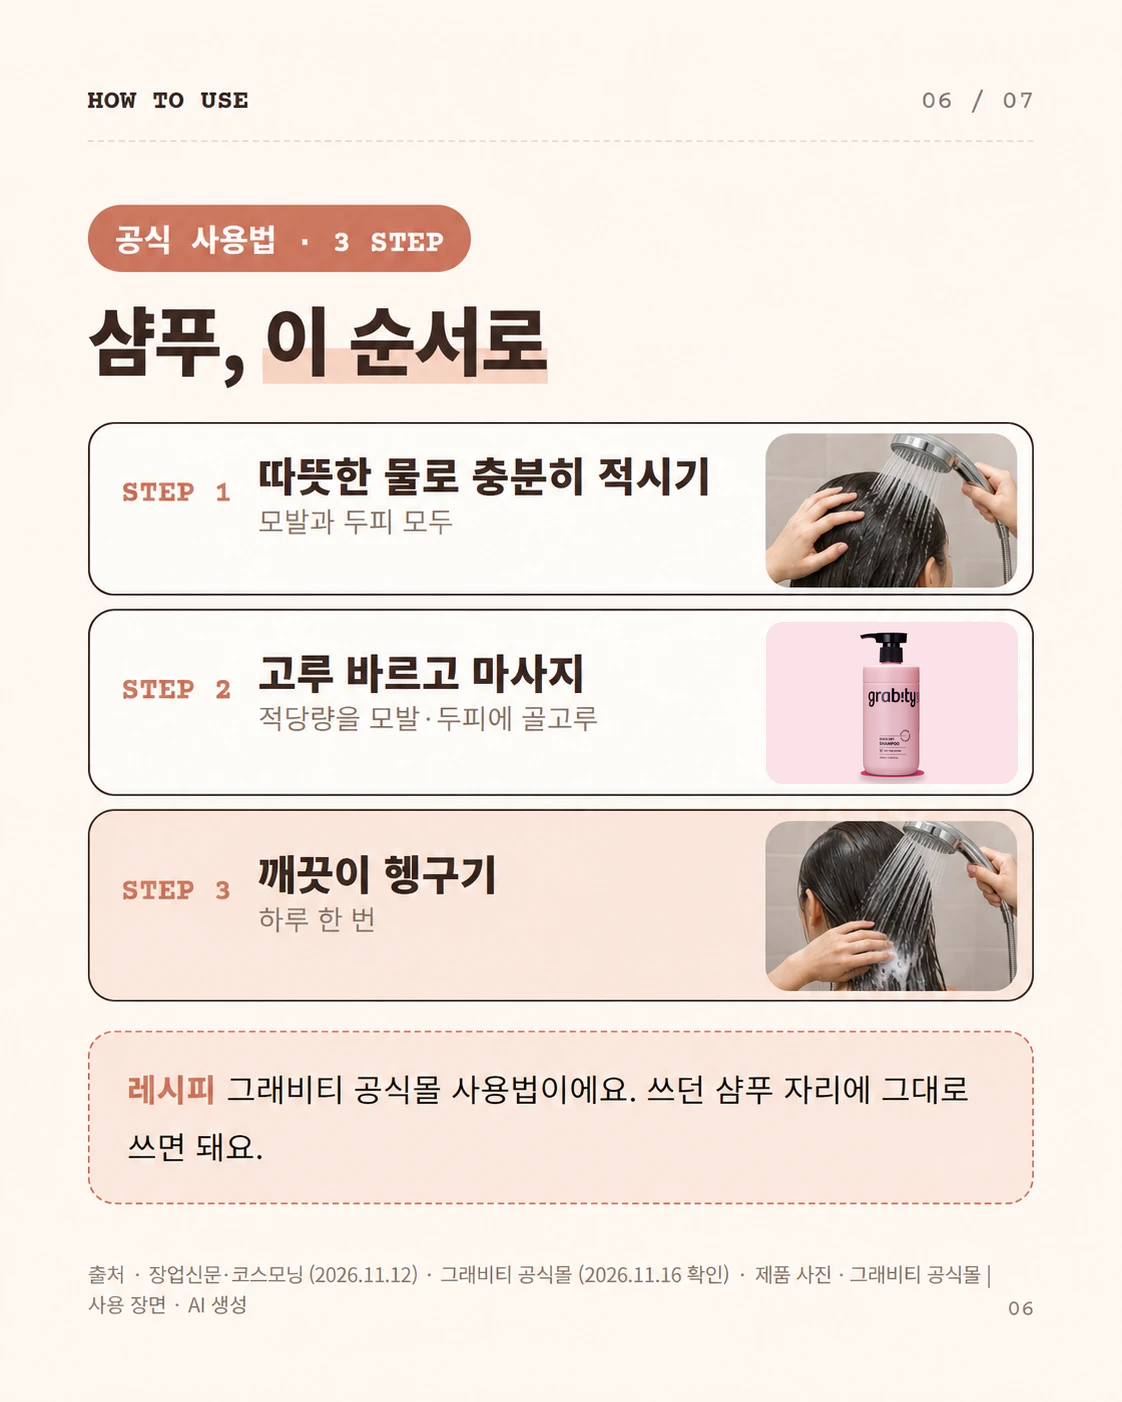 HOW TO USE
06 / 07
공식 사용법 · 3 STEP
샴푸, 이 순서로
STEP 1
따뜻한 물로 충분히 적시기
모발과 두피 모두
STEP 2
고루 바르고 마사지
적당량을 모발·두피에 골고루
grabity
SHAMPOO
STEP 3
깨끗이 헹구기
하루 한 번
레시피 그래비티 공식몰 사용법이에요. 쓰던 샴푸 자리에 그대로
쓰면 돼요.
출처 · 장업신문·코스모닝 (2026.11.12) · 그래비티 공식몰 (2026.11.16 확인) · 제품 사진 · 그래비티 공식몰 |
사용 장면 · AI 생성
06